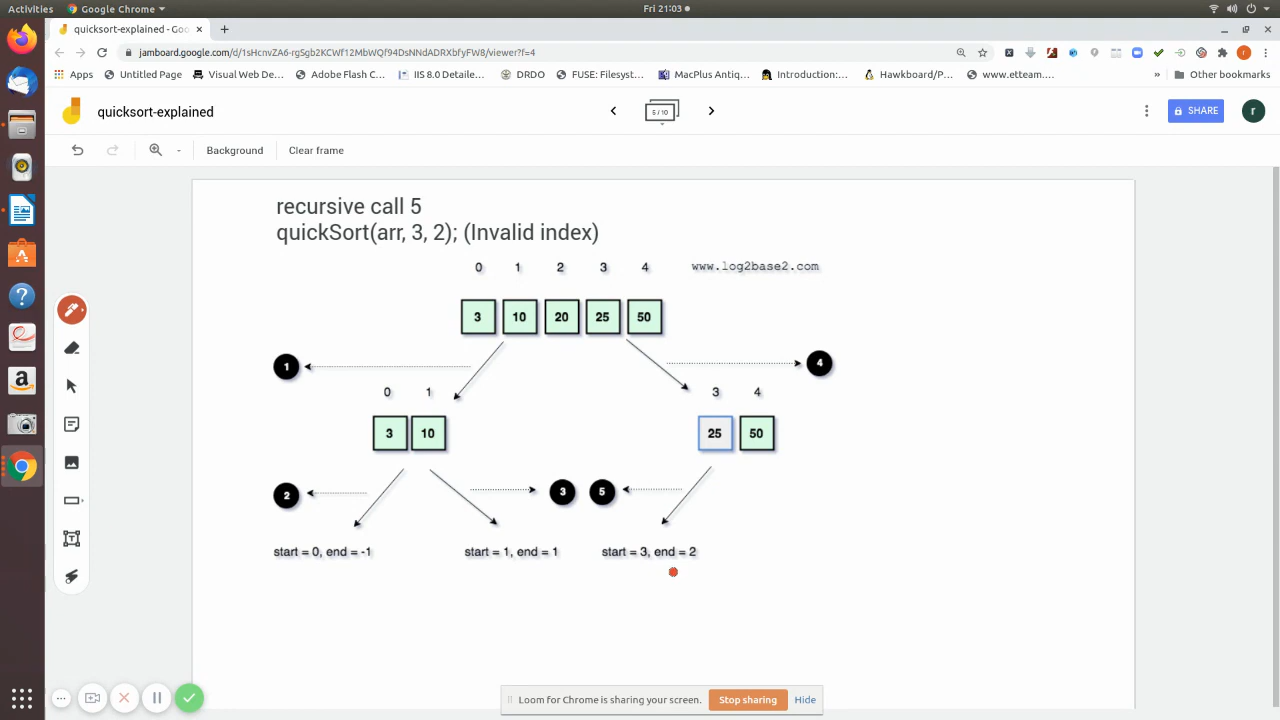 Activities Google Chrome Fri 21:03
quicksort-explained - Goo
jamboard.google.com/d/1sHcnvZA6-rgSgb2KCWf12MbWQf94DsNNdADRXbfyFW8/viewer?f=4
Apps Untitled Page Visual Web De... Adobe Flash C... IIS 8.0 Detaile... DRDO FUSE: Filesyst... MacPlus Antiq... Introduction:... Hawkboard/P... www.etteam.... » Other bookmarks
quicksort-explained 5 / 10 SHARE r
Background Clear frame
recursive call 5
quickSort(arr, 3, 2); (Invalid index)
0 1 2 3 4 www.log2base2.com
3 10 20 25 50
1 4
0 1 3 4
3 10 25 50
2 3 5
start = 0, end = -1 start = 1, end = 1 start = 3, end = 2
Loom for Chrome is sharing your screen. Stop sharing Hide